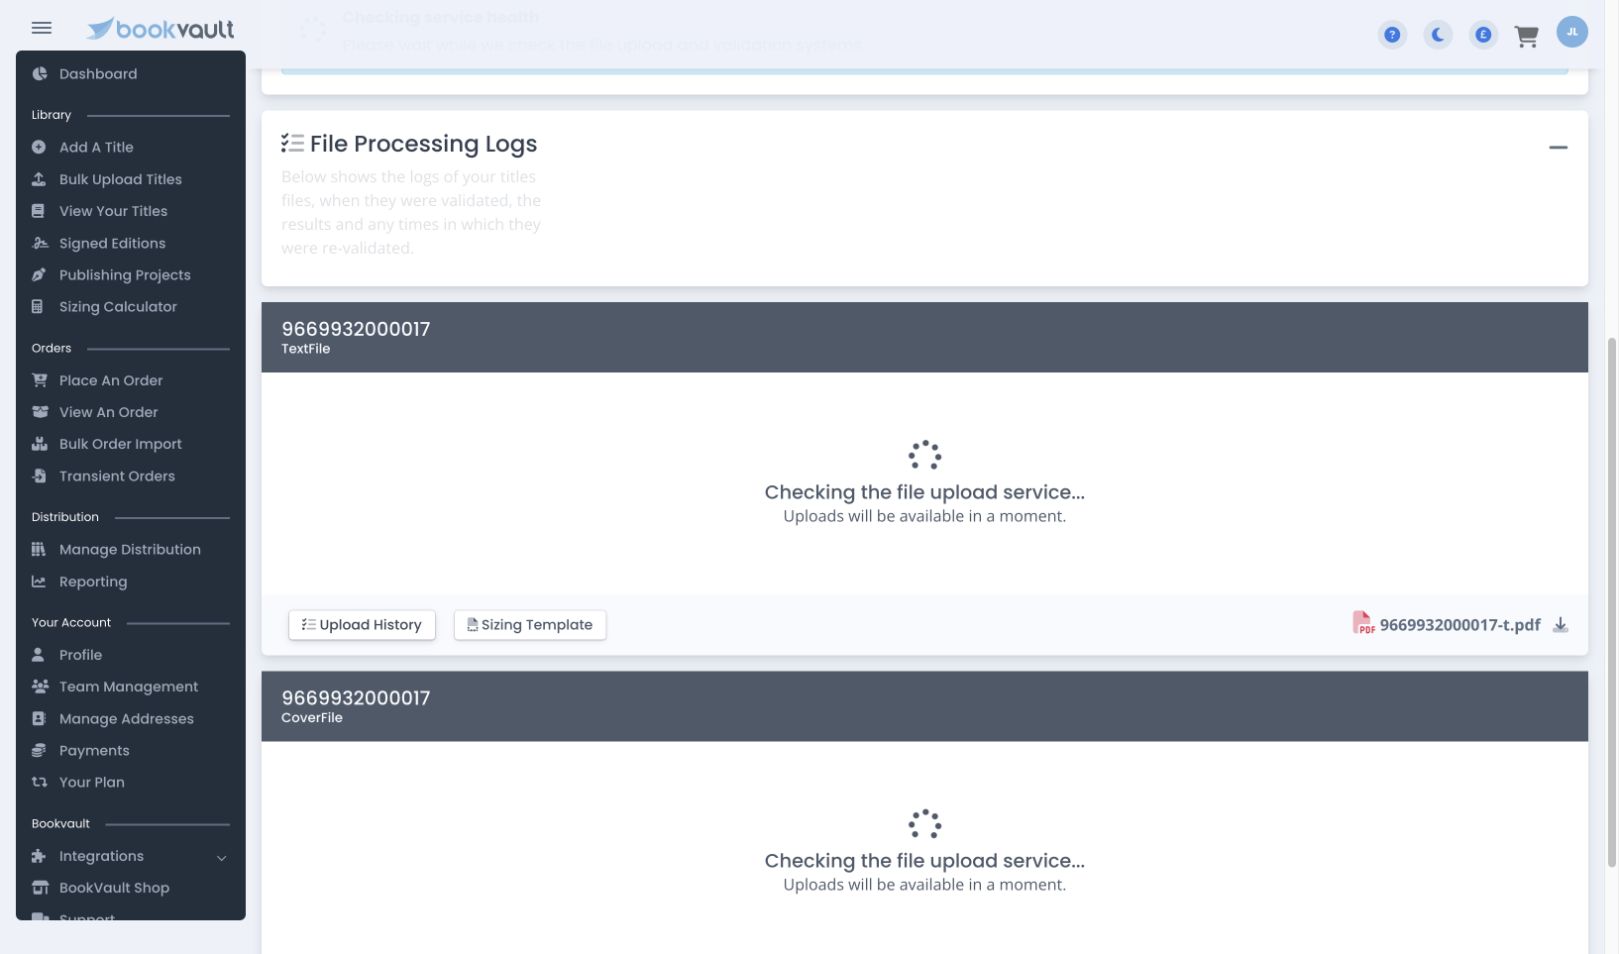 bookvault
Checking service health
Please wait while we check the file upload and validation systems.
JL
Dashboard
Library
Add A Title
Bulk Upload Titles
View Your Titles
Signed Editions
Publishing Projects
Sizing Calculator
Orders
Place An Order
View An Order
Bulk Order Import
Transient Orders
Distribution
Manage Distribution
Reporting
Your Account
Profile
Team Management
Manage Addresses
Payments
Your Plan
Bookvault
Integrations
BookVault Shop
Support
File Processing Logs
Below shows the logs of your titles
files, when they were validated, the
results and any times in which they
were re-validated.
9669932000017
TextFile
Checking the file upload service...
Uploads will be available in a moment.
Upload History
Sizing Template
PDF
9669932000017-t.pdf
9669932000017
CoverFile
Checking the file upload service...
Uploads will be available in a moment.